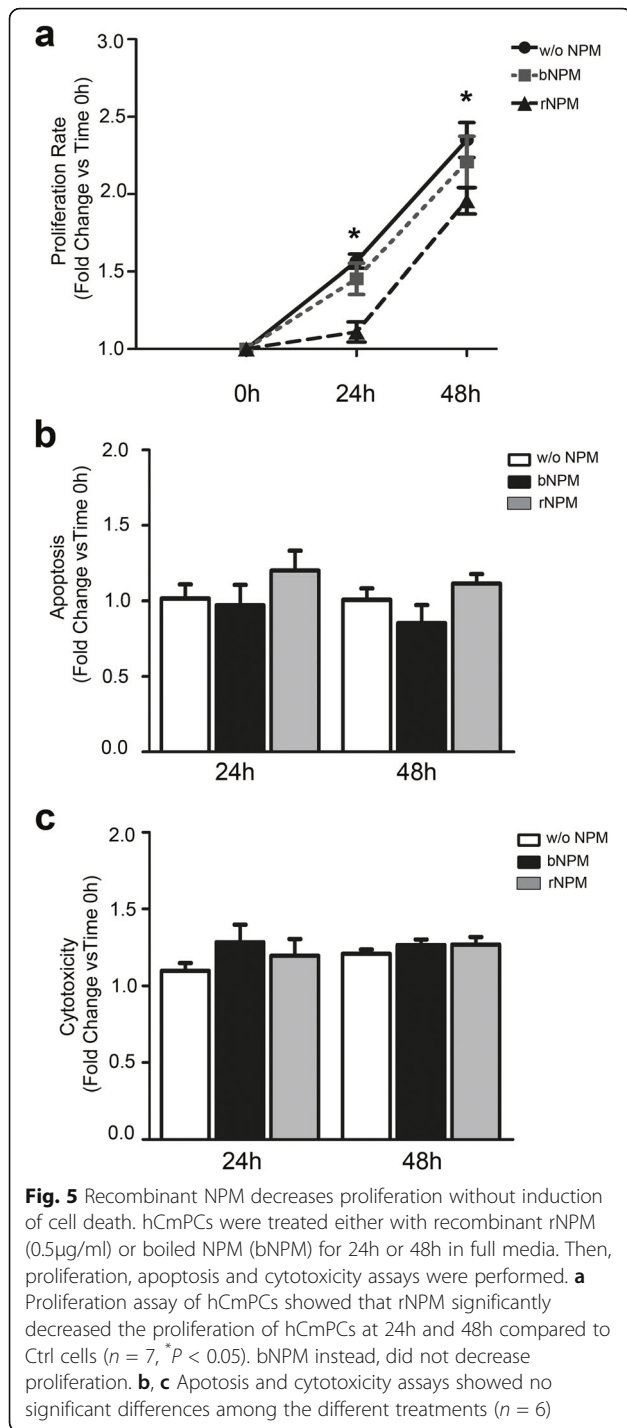 a
3.0
2.5
2.0
1.5
1.0
Proliferation Rate
(Fold Change vs Time 0h)
*
*
0h 24h 48h
w/o NPM
bNPM
rNPM
b
2.0
1.5
1.0
0.5
0.0
Apoptosis
(Fold Change vsTime 0h)
24h 48h
w/o NPM
bNPM
rNPM
c
2.0
1.5
1.0
0.5
0.0
Cytotoxicity
(Fold Change vsTime 0h)
24h 48h
w/o NPM
bNPM
rNPM
Fig. 5 Recombinant NPM decreases proliferation without induction
of cell death. hCmPCs were treated either with recombinant rNPM
(0.5μg/ml) or boiled NPM (bNPM) for 24h or 48h in full media. Then,
proliferation, apoptosis and cytotoxicity assays were performed. a
Proliferation assay of hCmPCs showed that rNPM significantly
decreased the proliferation of hCmPCs at 24h and 48h compared to
Ctrl cells (n = 7, *P < 0.05). bNPM instead, did not decrease
proliferation. b, c Apotosis and cytotoxicity assays showed no
significant differences among the different treatments (n = 6)